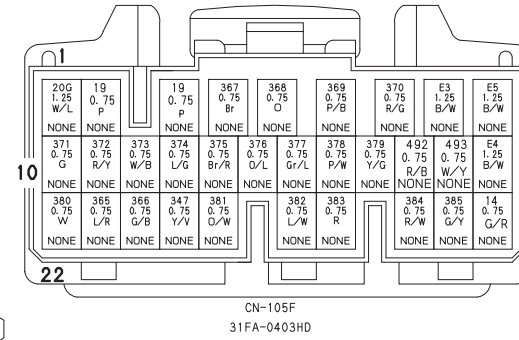 1
20G 19 19 367 368 369 370 E3 E5
1.25 0.75 0.75 0.75 0.75 0.75 0.75 1.25 1.25
W/L P P Br O P/B R/G B/W B/W
NONE NONE NONE NONE NONE NONE NONE NONE NONE
371 372 373 374 375 376 377 378 379 492 493 E4
0.75 0.75 0.75 0.75 0.75 0.75 0.75 0.75 0.75 0.75 0.75 1.25
G R/Y W/B L/G Br/R O/L Gr/L P/W Y/G R/B W/Y B/W
10
NONE NONE NONE NONE NONE NONE NONE NONE NONE NONE NONE NONE
380 365 366 347 381 382 383 384 385 14
0.75 0.75 0.75 0.75 0.75 0.75 0.75 0.75 0.75 0.75
W L/R G/B Y/V O/W L/W R R/W G/Y G/R
NONE NONE NONE NONE NONE NONE NONE NONE NONE NONE
22
CN-105F
31FA-0403HD